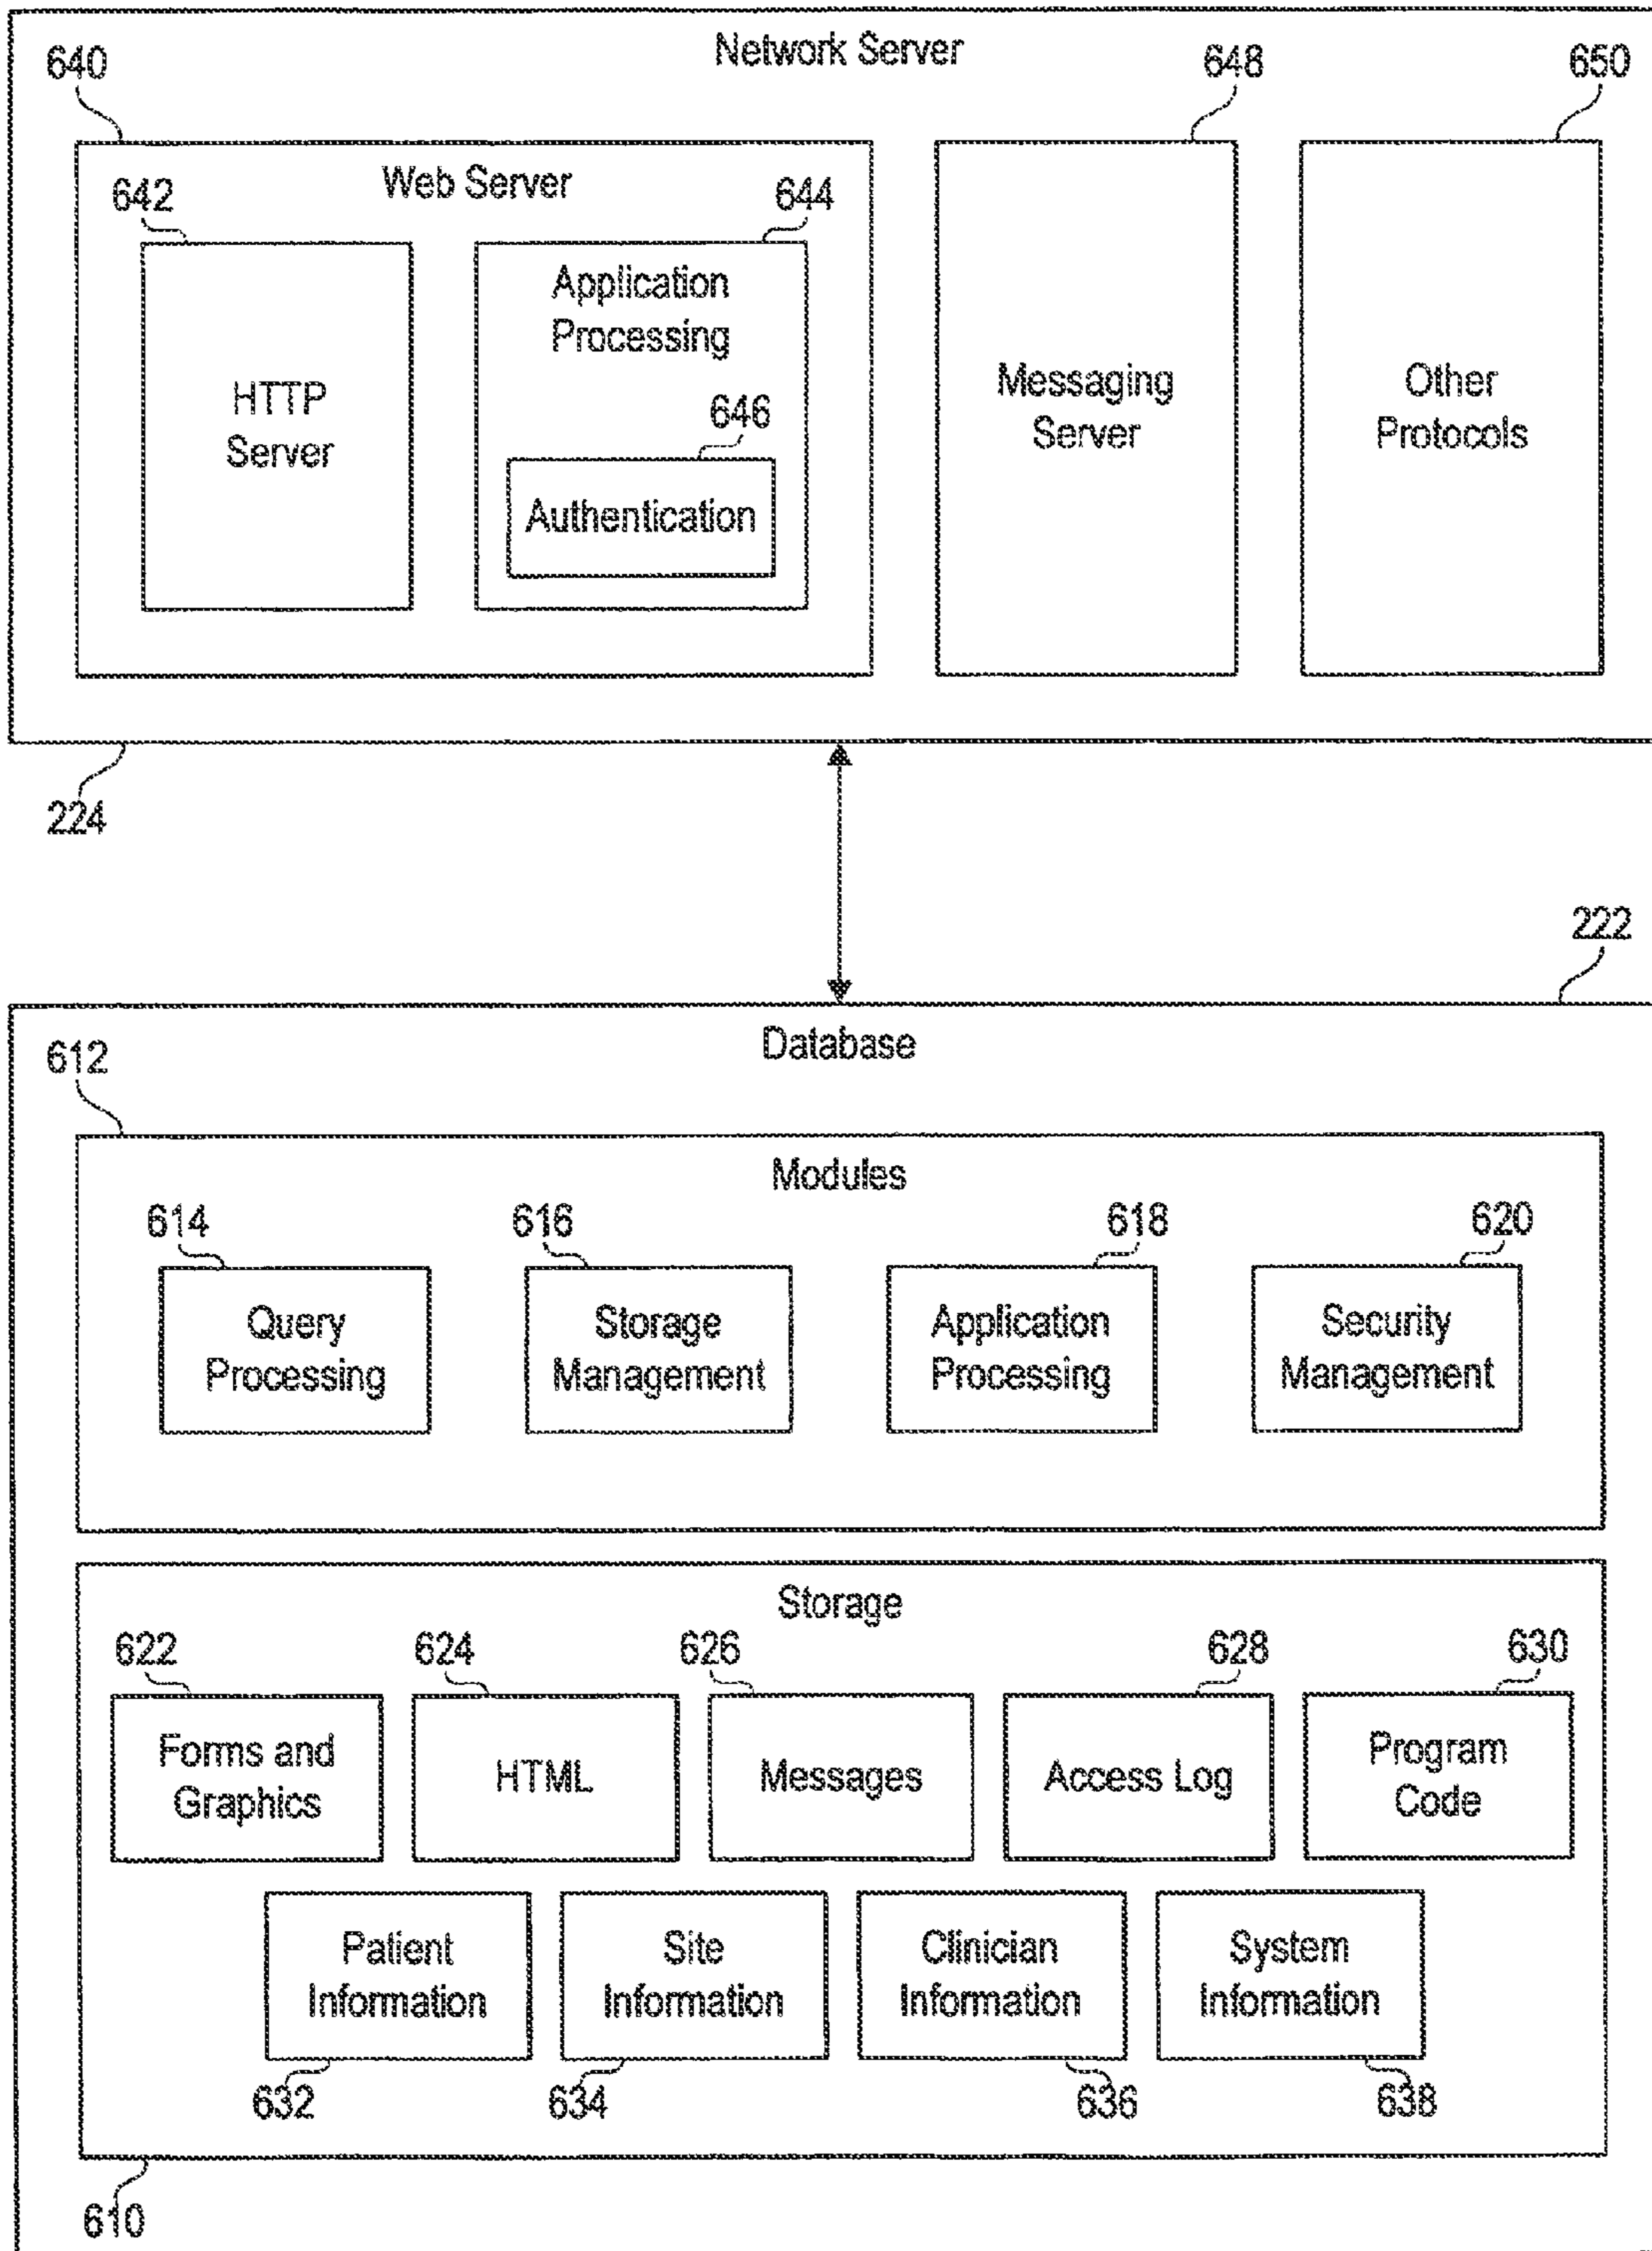 Network Server
640
648
650
Web Server
642
644
HTTP
Server
Application
Processing
646
Authentication
Messaging
Server
Other
Protocols
224
222
Database
612
Modules
614
616
618
620
Query
Processing
Storage
Management
Application
Processing
Security
Management
Storage
622
624
626
628
630
Forms and
Graphics
HTML
Messages
Access Log
Program
Code
Patient
Information
Site
Information
Clinician
Information
System
Information
632
634
636
638
610